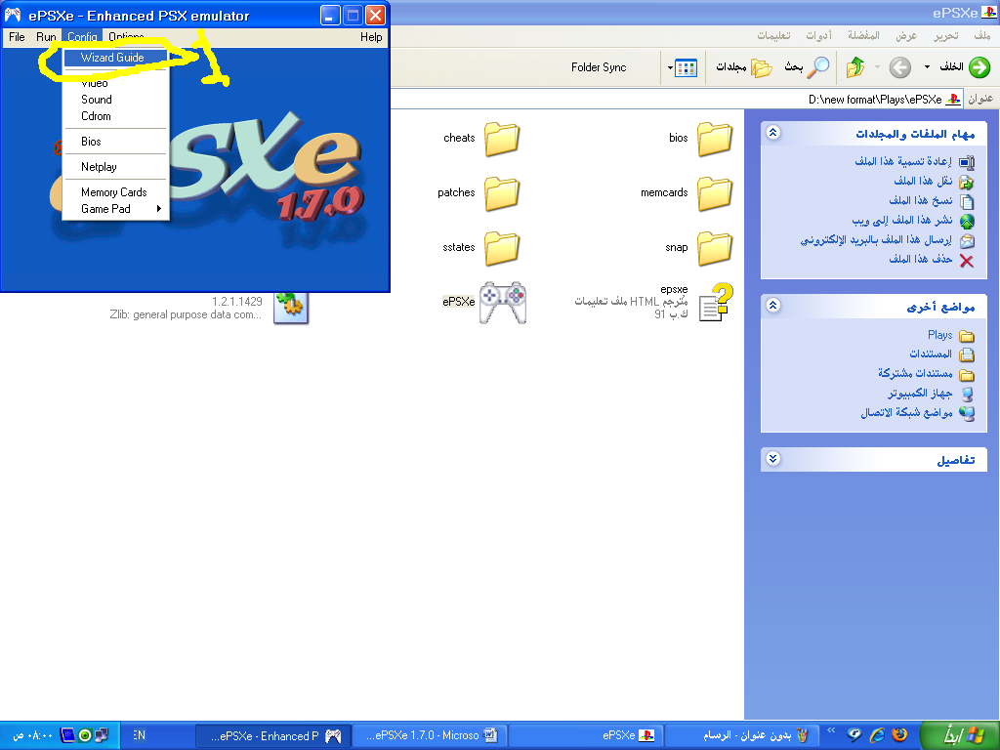 ePSXe - Enhanced PSX emulator
File Run Config Options Help
Wizard Guide
1
Video
Sound
Cdrom
Bios
Netplay
Memory Cards
Game Pad
ePSXe
1.7.0
ePSXe
ملف تحرير عرض المفضلة أدوات تعليمات
الخلف بحث مجلدات Folder Sync
عنوان D:\new format\Plays\ePSXe
مهام الملفات والمجلدات
إعادة تسمية هذا الملف
نقل هذا الملف
نسخ هذا الملف
نشر هذا الملف إلى ويب
إرسال هذا الملف بالبريد الإلكتروني
حذف هذا الملف
مواضع أخرى
Plays
المستندات
مستندات مشتركة
جهاز الكمبيوتر
مواضع شبكة الاتصال
تفاصيل
bios
cheats
memcards
patches
snap
sstates
epsxe
مُترجم HTML ملف تعليمات
91 ك.ب
ePSXe
1.2.1.1429
Zlib: general purpose data com...
ابدأ
بدون عنوان - الرسام
ePSXe
...ePSXe 1.7.0 - Microso
...ePSXe - Enhanced P
EN
٠٨:٠٠ ص